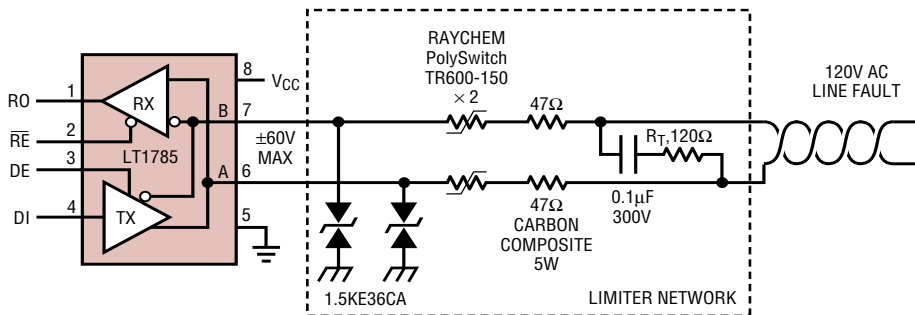 RAYCHEM
PolySwitch
TR600-150
× 2
120V AC
LINE FAULT
RO
1
RX
8
VCC
B
7
47Ω
RE
2
LT1785
±60V
MAX
RT, 120Ω
DE
3
A
6
DI
4
TX
5
47Ω
CARBON
COMPOSITE
5W
0.1µF
300V
1.5KE36CA
LIMITER NETWORK